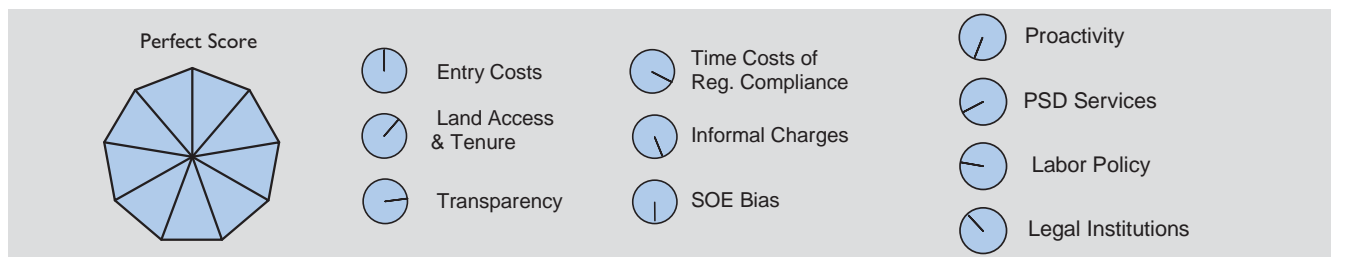 Perfect Score
Entry Costs
Land Access
& Tenure
Transparency
Time Costs of
Reg. Compliance
Informal Charges
SOE Bias
Proactivity
PSD Services
Labor Policy
Legal Institutions